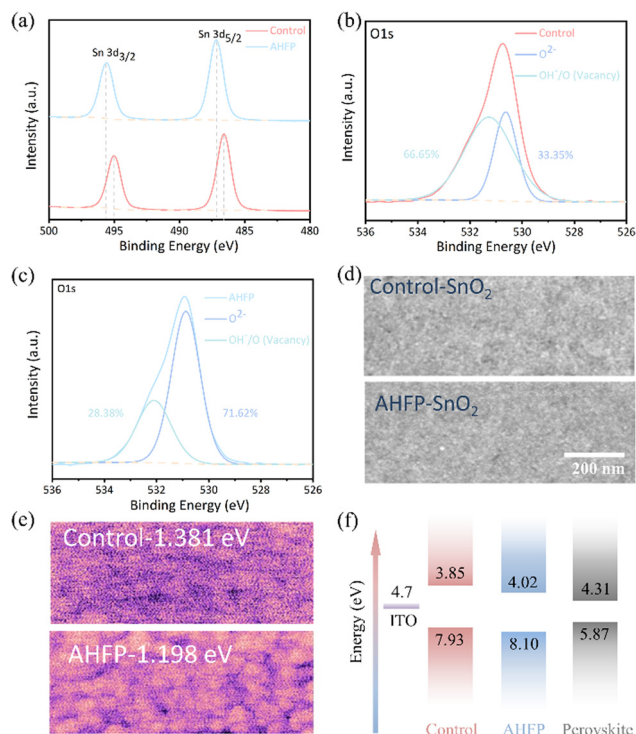 (a)
Sn 3d3/2
Sn 3d5/2
Control
AHFP
Intensity (a.u.)
500 495 490 485 480
Binding Energy (eV)
(b)
O1s
Control
O2-
OH-/O (Vacancy)
66.65%
33.35%
Intensity (a.u.)
536 534 532 530 528 526
Binding Energy (eV)
(c)
O1s
AHFP
O2-
OH-/O (Vacancy)
28.38%
71.62%
Intensity (a.u.)
536 534 532 530 528 526
Binding Energy (eV)
(d)
Control-SnO2
AHFP-SnO2
200 nm
(e)
Control-1.381 eV
AHFP-1.198 eV
(f)
Energy (eV)
4.7
ITO
3.85
4.02
4.31
7.93
8.10
5.87
Control
AHFP
Perovskite